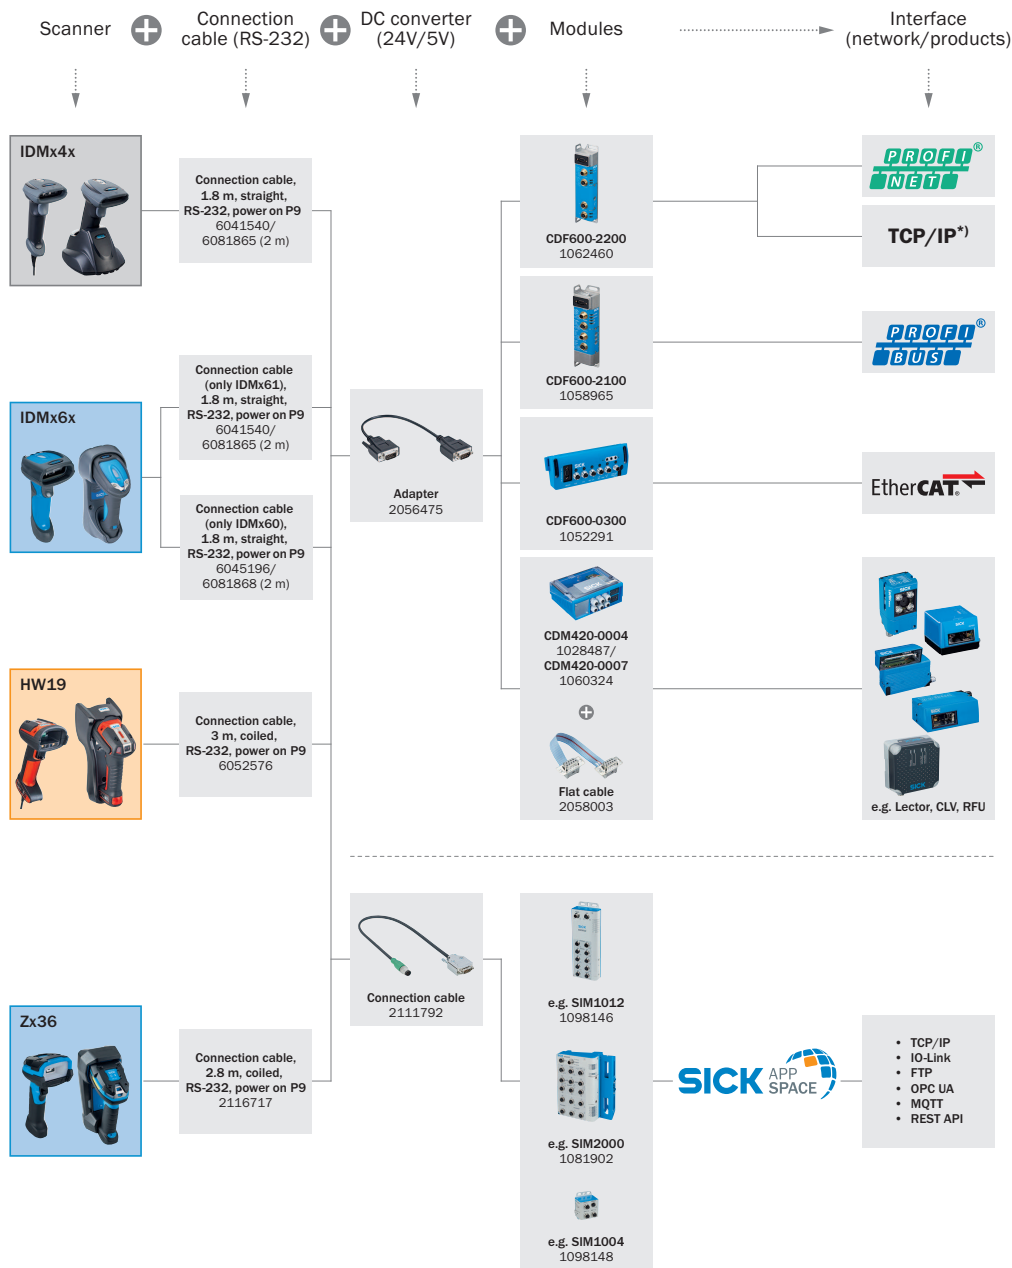 Scanner
Connection
cable (RS-232)
DC converter
(24V/5V)
Modules
Interface
(network/products)
IDMx4x
Connection cable,
1.8 m, straight,
RS-232, power on P9
6041540/
6081865 (2 m)
IDMx6x
Connection cable
(only IDMx61),
1.8 m, straight,
RS-232, power on P9
6041540/
6081865 (2 m)
Connection cable
(only IDMx60),
1.8 m, straight,
RS-232, power on P9
6045196/
6081868 (2 m)
HW19
Connection cable,
3 m, coiled,
RS-232, power on P9
6052576
Zx36
Connection cable,
2.8 m, coiled,
RS-232, power on P9
2116717
Adapter
2056475
Connection cable
2111792
CDF600-2200
1062460
CDF600-2100
1058965
SICK
CDF600-0300
1052291
SICK
CDM420-0004
1028487/
CDM420-0007
1060324
Flat cable
2058003
e.g. SIM1012
1098146
e.g. SIM2000
1081902
e.g. SIM1004
1098148
SICK APP
SPACE
PROFI®
NET
TCP/IP*)
PROFI®
BUS
EtherCAT®
SICK
SICK
SICK
e.g. Lector, CLV, RFU
• TCP/IP
• IO-Link
• FTP
• OPC UA
• MQTT
• REST API